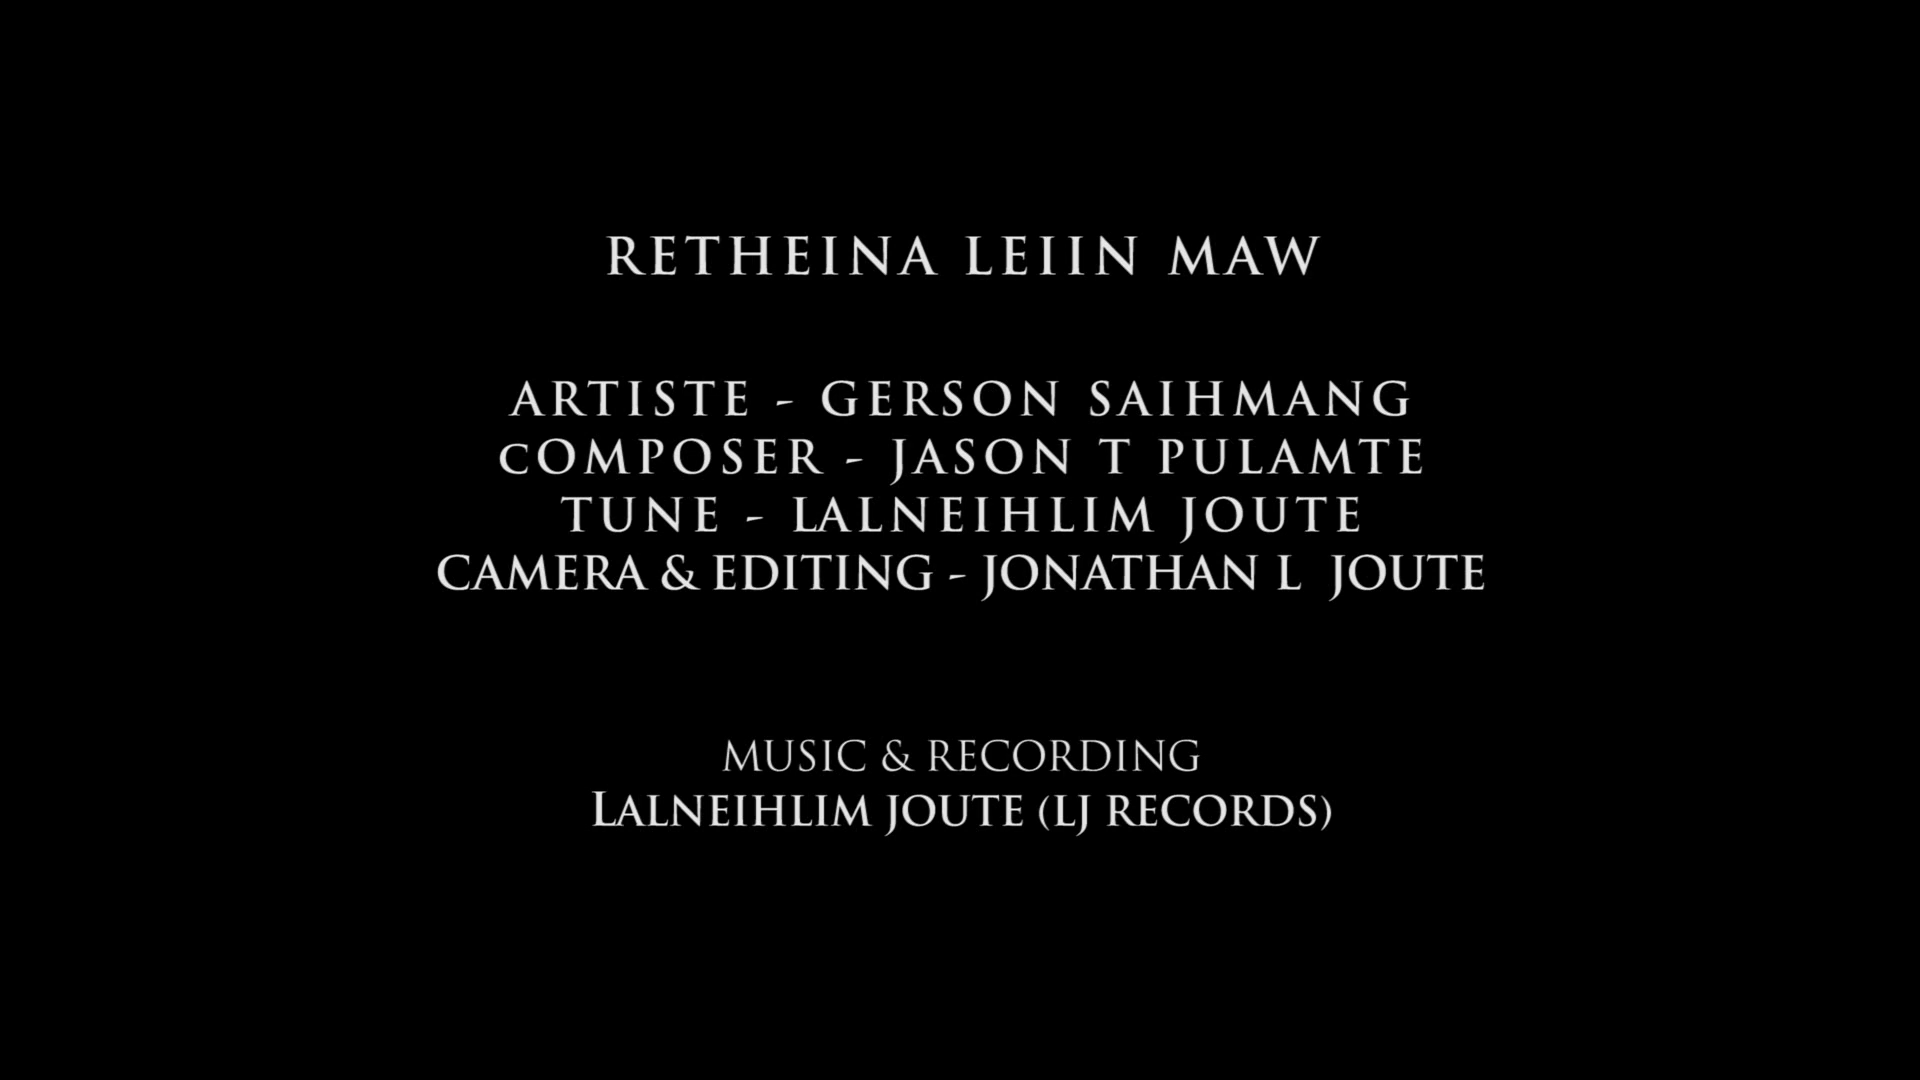 RETHEINA LEIIN MAW
ARTISTE - GERSON SAIHMANG
COMPOSER - JASON T PULAMTE
TUNE - LALNEIHLIM JOUTE
CAMERA & EDITING - JONATHAN L JOUTE
MUSIC & RECORDING
LALNEIHLIM JOUTE (LJ RECORDS)